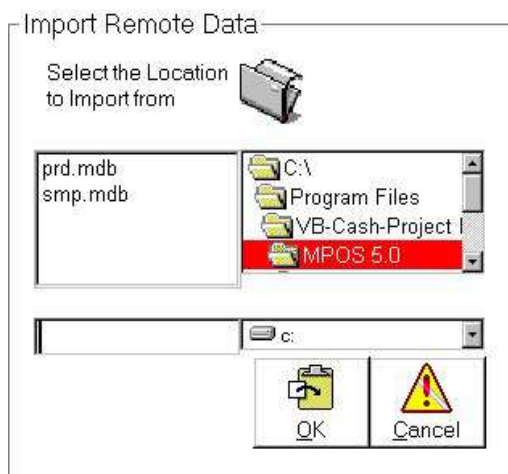 Import Remote Data
Select the Location
to Import from
prd.mdb
smp.mdb
C:\
Program Files
VB-Cash-Project
MPOS 5.0
c:
OK
Cancel